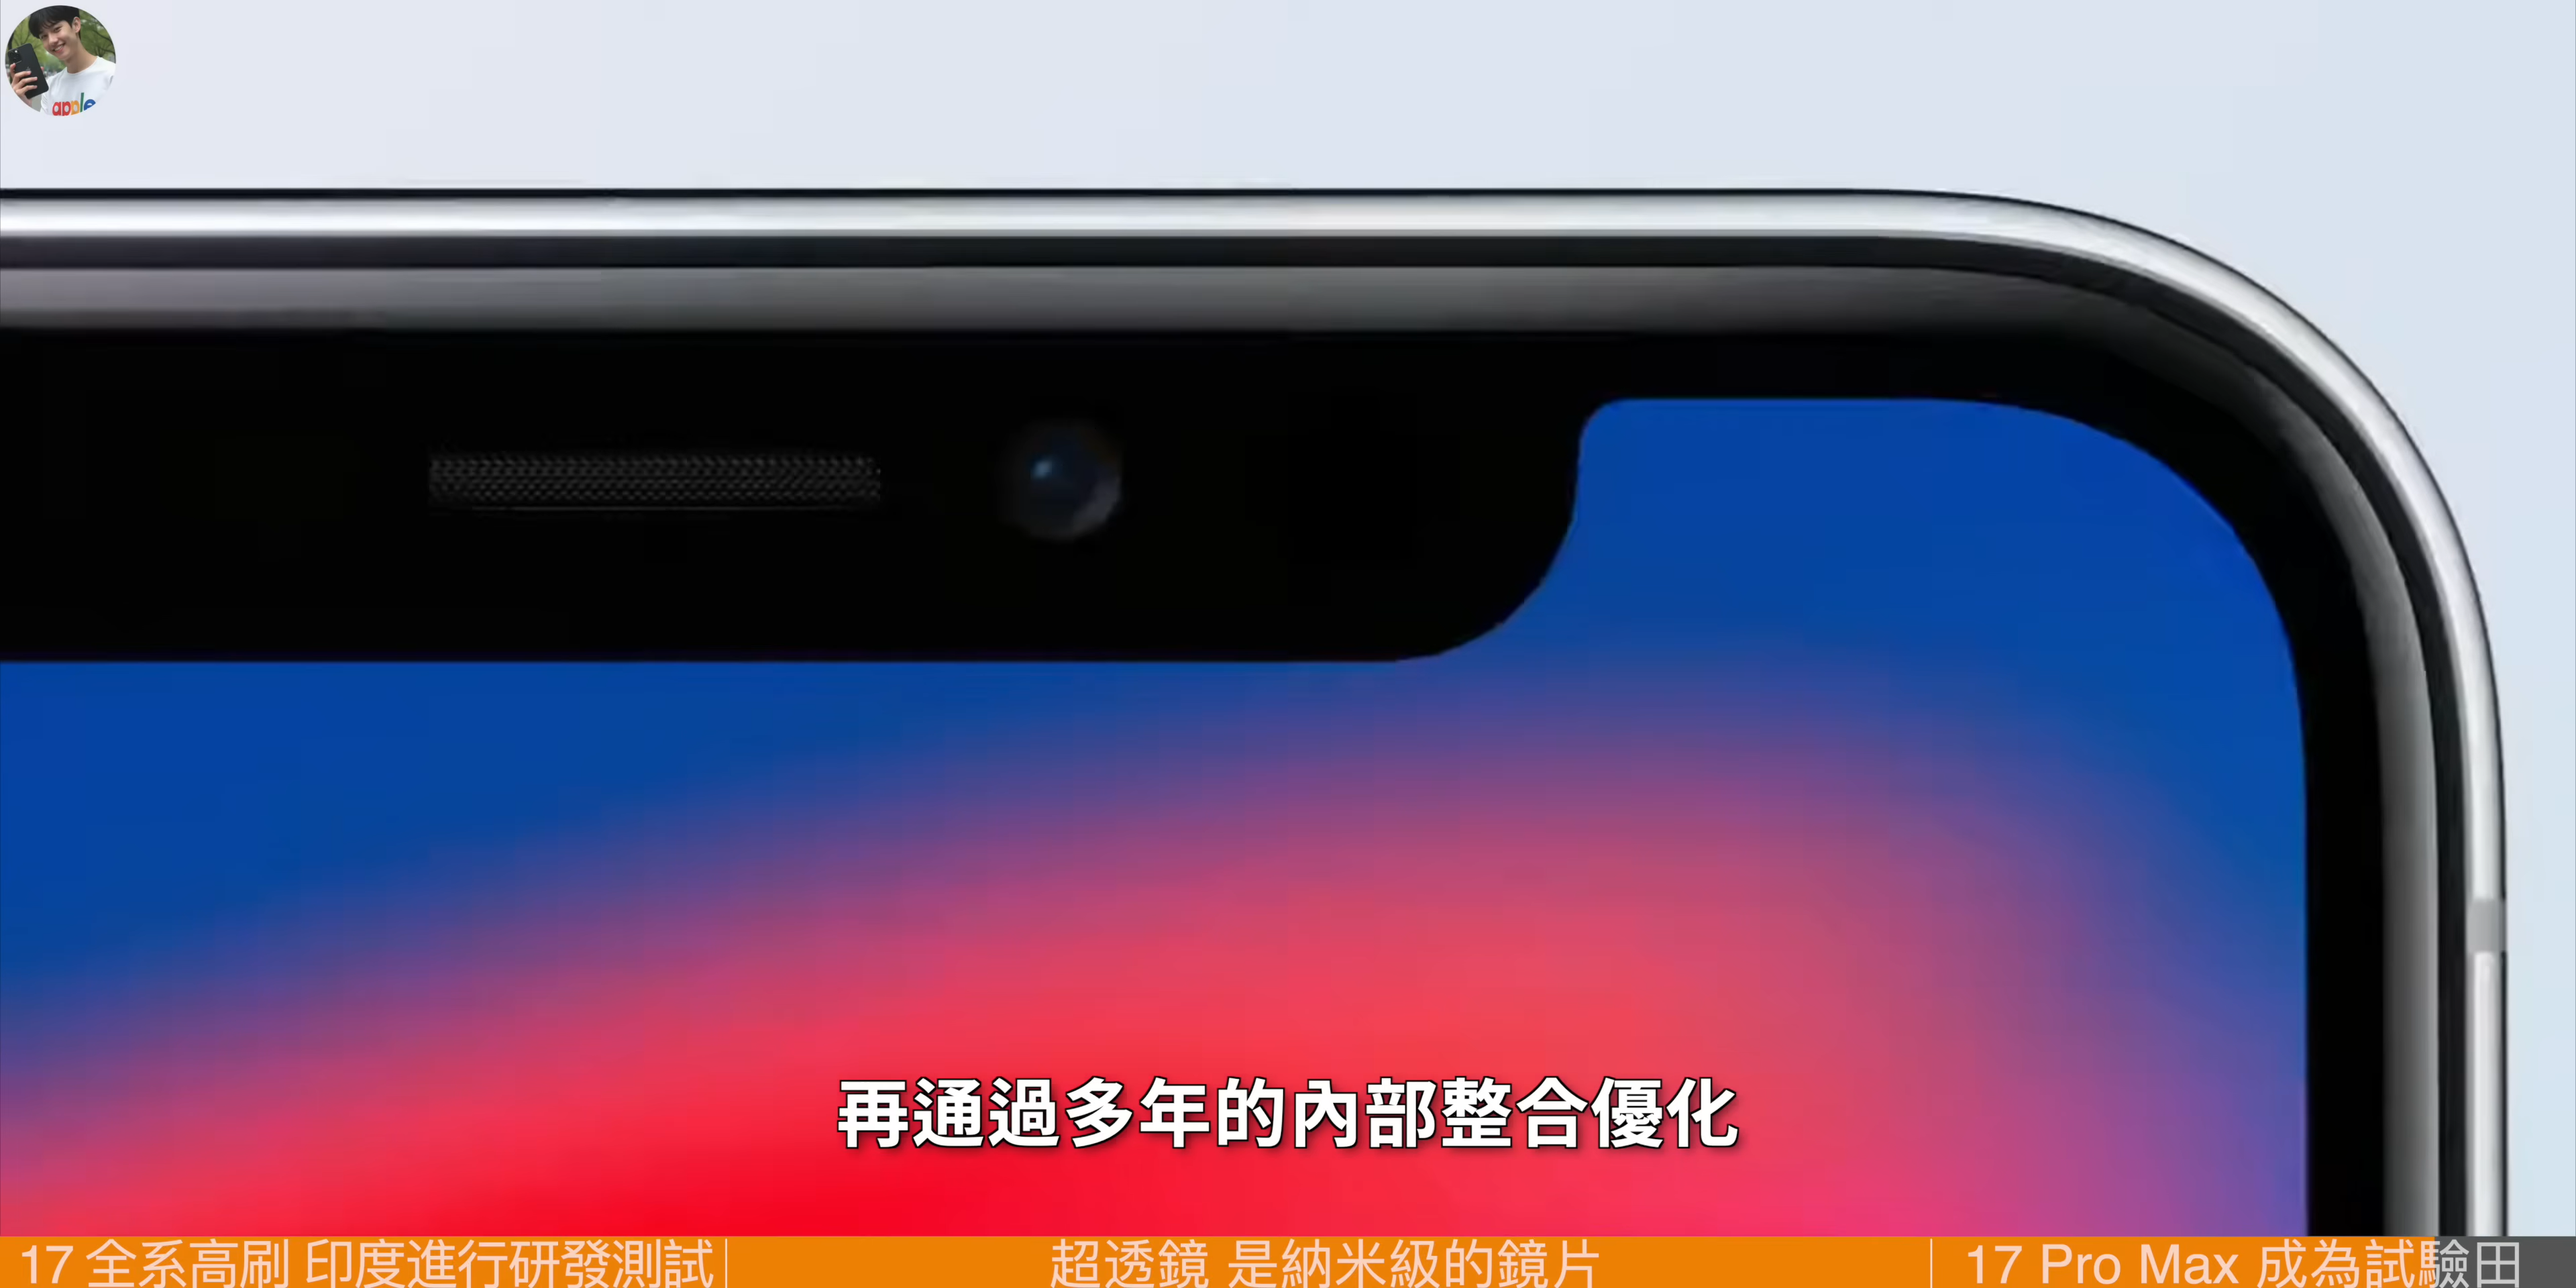 apple
再通過多年的內部整合優化
17 全系高刷 印度進行研發測試
超透鏡 是納米級的鏡片
17 Pro Max 成為試驗田